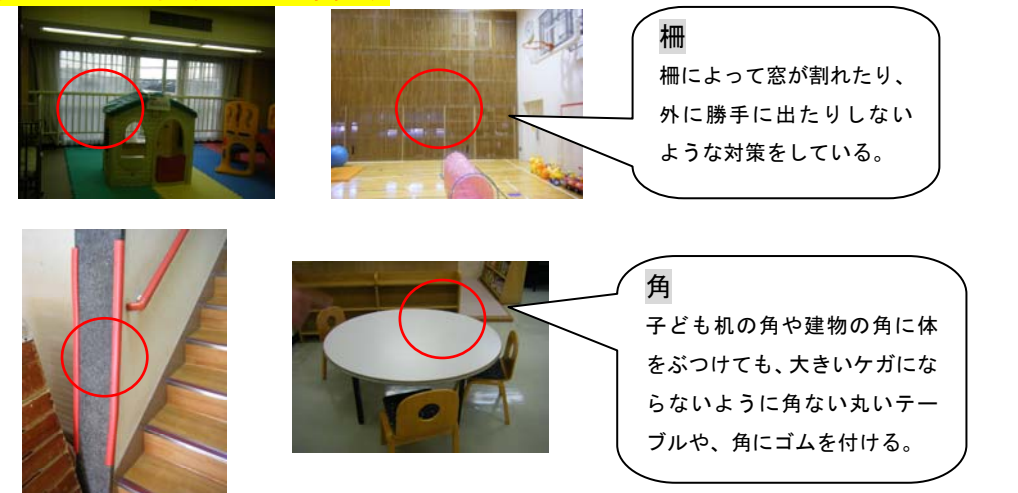 柵
柵によって窓が割れたり、
外に勝手に出たりしない
ような対策をしている。
角
子ども机の角や建物の角に体
をぶつけても、大きいケガにな
らないように角ない丸いテー
ブルや、角にゴムを付ける。